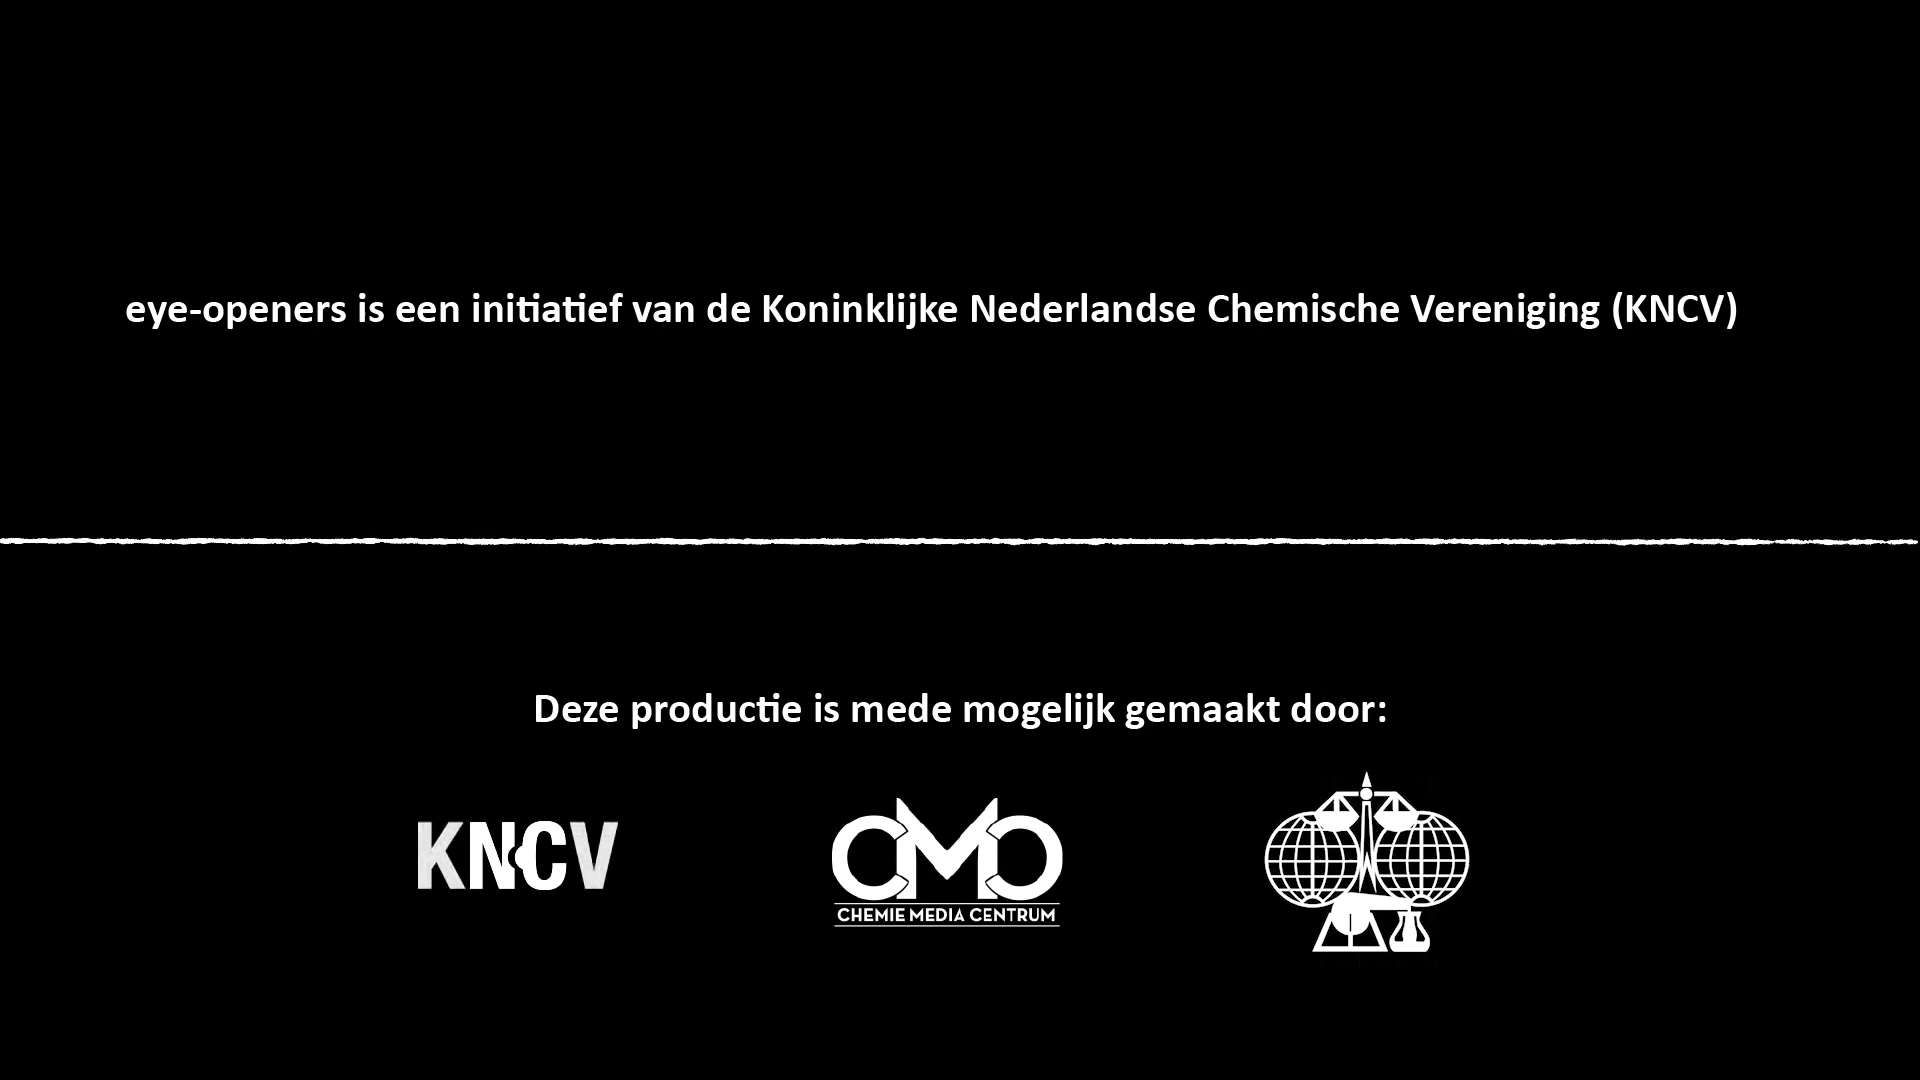 eye-openers is een initiatief van de Koninklijke Nederlandse Chemische Vereniging (KNCV)
Deze productie is mede mogelijk gemaakt door:
KNCV
CMC
CHEMIE MEDIA CENTRUM